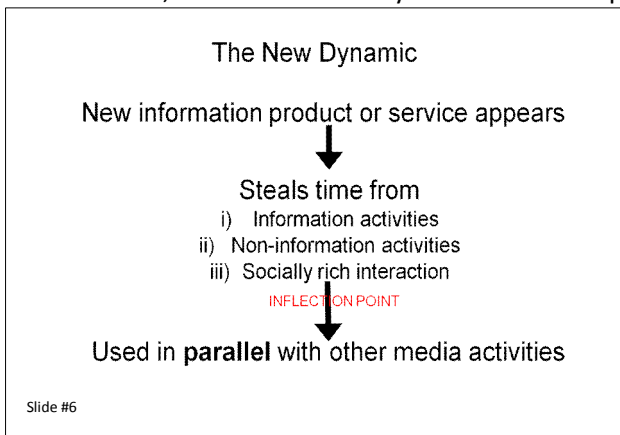 The New Dynamic
New information product or service appears
Steals time from
i) Information activities
ii) Non-information activities
iii) Socially rich interaction
INFLECTION POINT
Used in parallel with other media activities
Slide #6